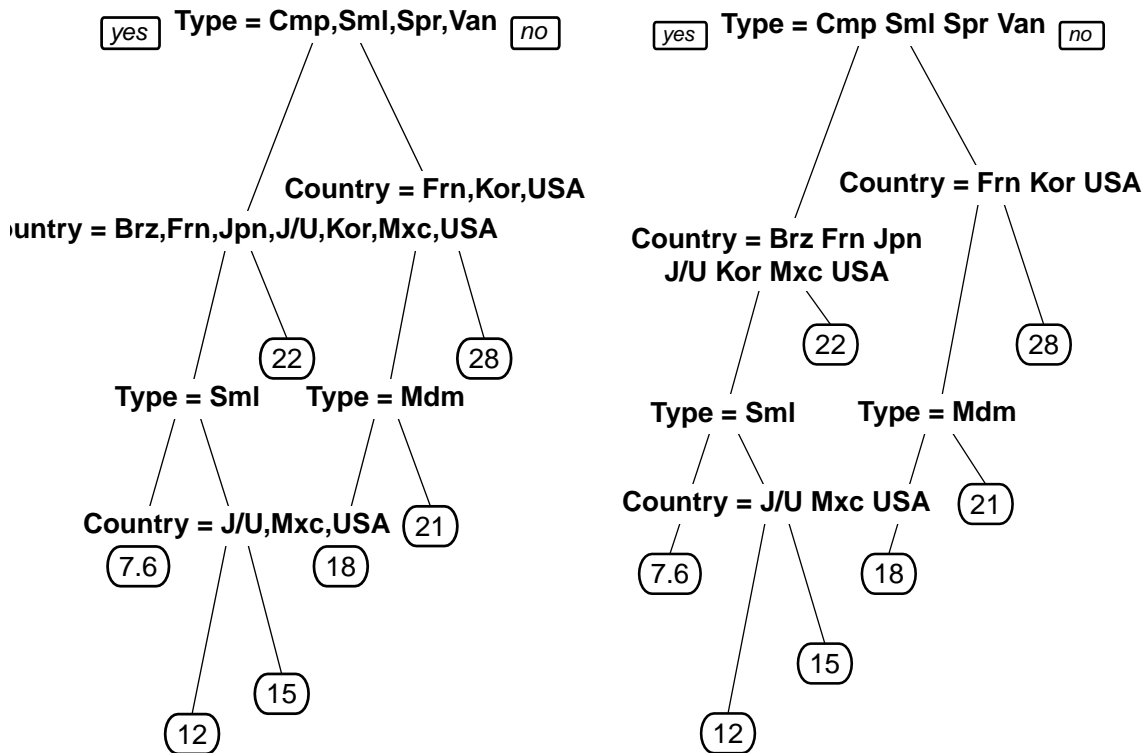 yes Type = Cmp,Sml,Spr,Van no
Country = Frn,Kor,USA
ountry = Brz,Frn,Jpn,J/U,Kor,Mxc,USA
22 28
Type = Sml Type = Mdm
Country = J/U,Mxc,USA 21
7.6 18
15
12
yes Type = Cmp Sml Spr Van no
Country = Frn Kor USA
Country = Brz Frn Jpn
J/U Kor Mxc USA
22 28
Type = Sml Type = Mdm
Country = J/U Mxc USA 21
7.6 18
15
12